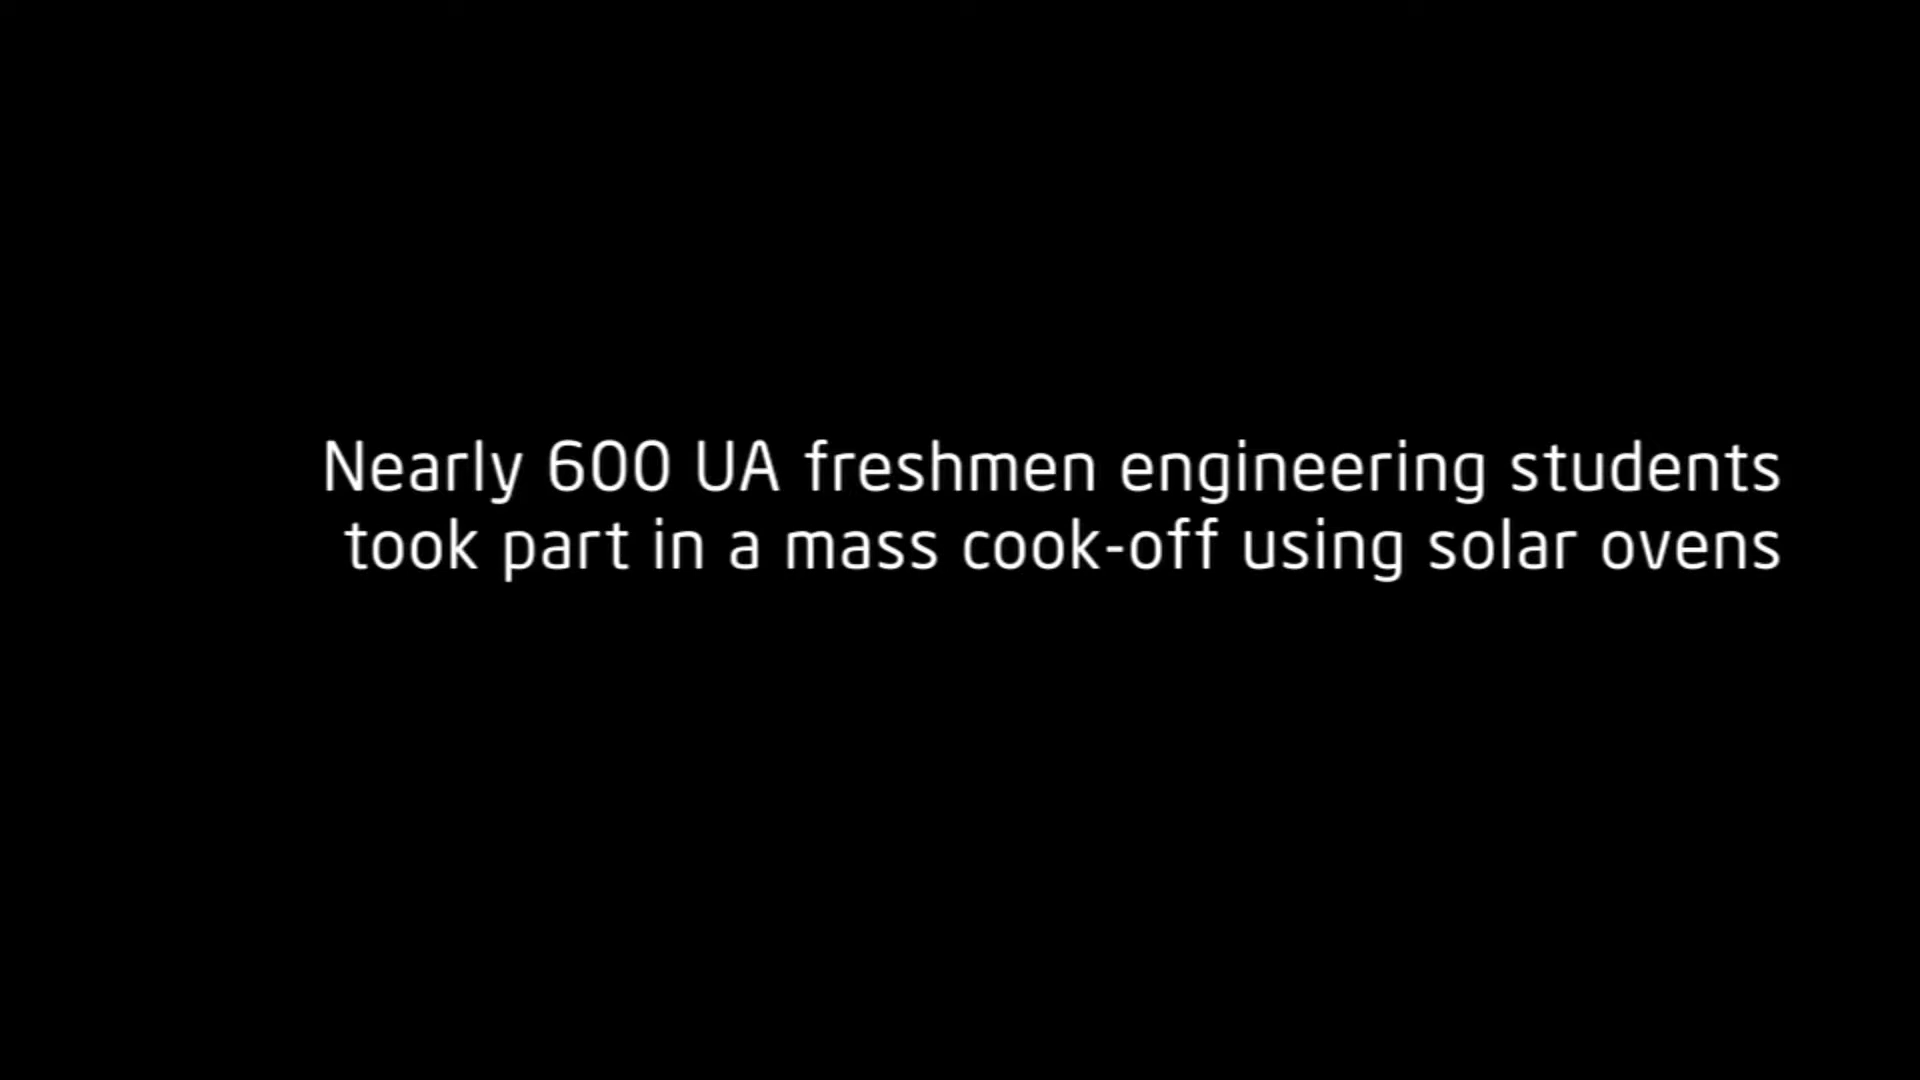 Nearly 600 UA freshmen engineering students
took part in a mass cook-off using solar ovens